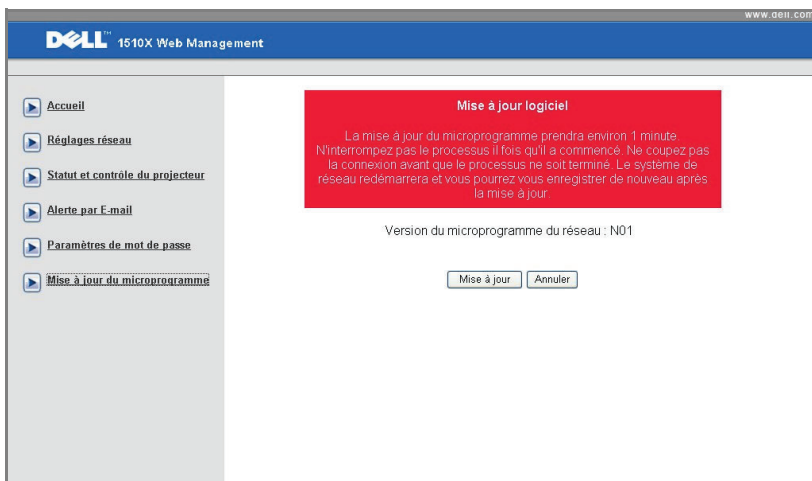 www.dell.com
DELL™ 1510X Web Management
Accueil
Réglages réseau
Statut et contrôle du projecteur
Alerte par E-mail
Paramètres de mot de passe
Mise à jour du microprogramme
Mise à jour logiciel
La mise à jour du microprogramme prendra environ 1 minute.
N'interrompez pas le processus il fois qu'il a commencé. Ne coupez pas
la connexion avant que le processus ne soit terminé. Le système de
réseau redémarrera et vous pourrez vous enregistrer de nouveau après
la mise à jour.
Version du microprogramme du réseau : N01
Mise à jour Annuler